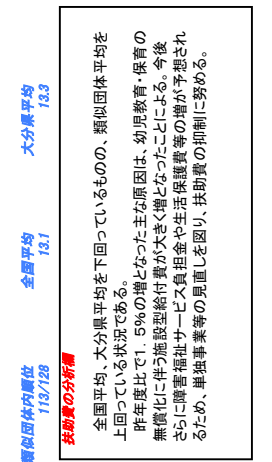 類似団体内順位
113/128
全国平均
13.1
大分県平均
13.3
扶助費の分析欄
全国平均、大分県平均を下回っているものの、類似団体平均を
上回っている状況である。
昨年度比で1.5%の増となった主な原因は、幼児教育・保育の
無償化に伴う施設型給付費が大きく増となったことによる。今後
さらに障害福祉サービス負担金や生活保護費等の増が予想され
るため、単独事業等の見直しを図り、扶助費の抑制に努める。